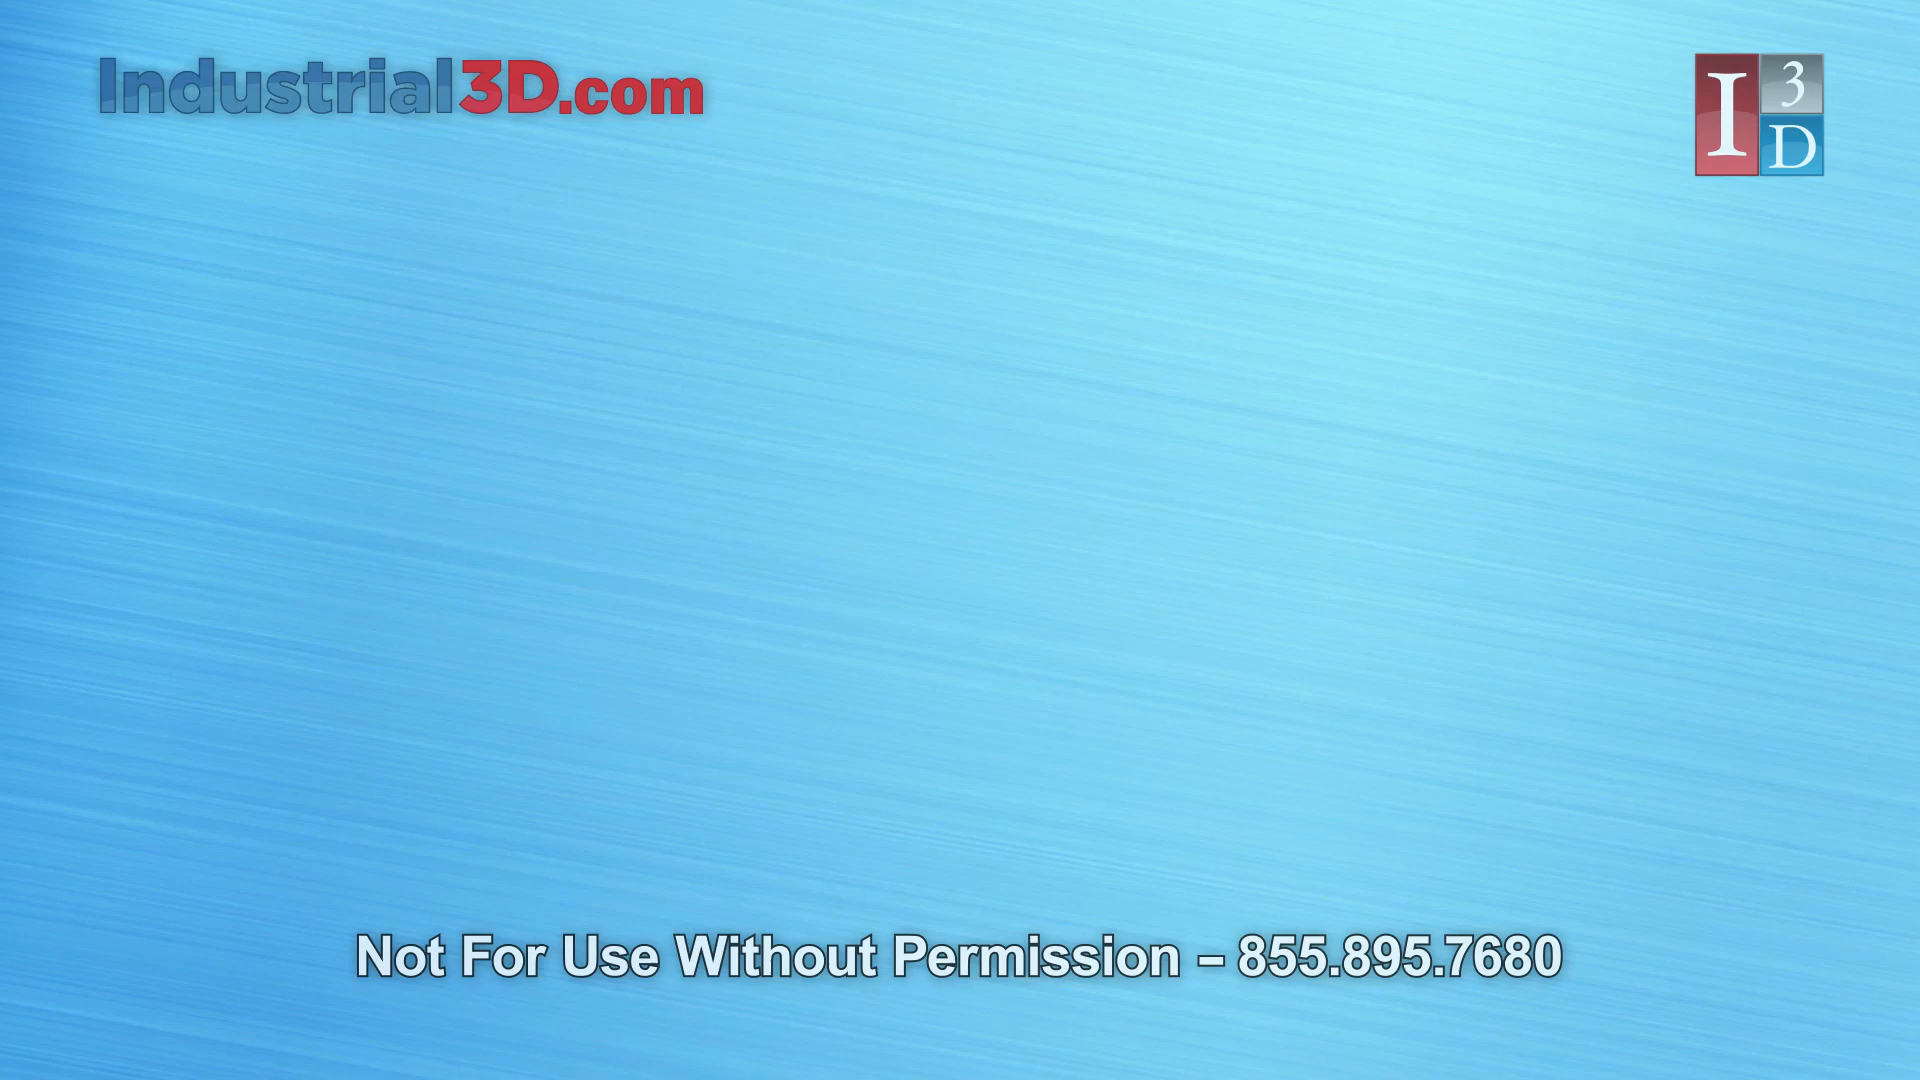 Industrial3D.com
I 3
D
Not For Use Without Permission – 855.895.7680